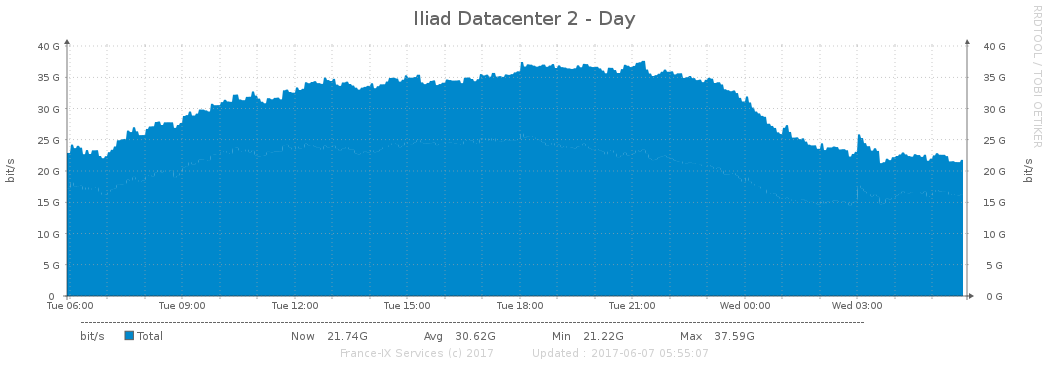 Iliad Datacenter 2 - Day
RRDTOOL / TOBI OETIKER
40 G 40 G
35 G 35 G
30 G 30 G
25 G 25 G
20 G 20 G
15 G 15 G
10 G 10 G
5 G 5 G
0 0 G
bit/s bit/s
Tue 06:00 Tue 09:00 Tue 12:00 Tue 15:00 Tue 18:00 Tue 21:00 Wed 00:00 Wed 03:00
bit/s Total Now 21.74G Avg 30.62G Min 21.22G Max 37.59G
France-IX Services (c) 2017 Updated : 2017-06-07 05:55:07